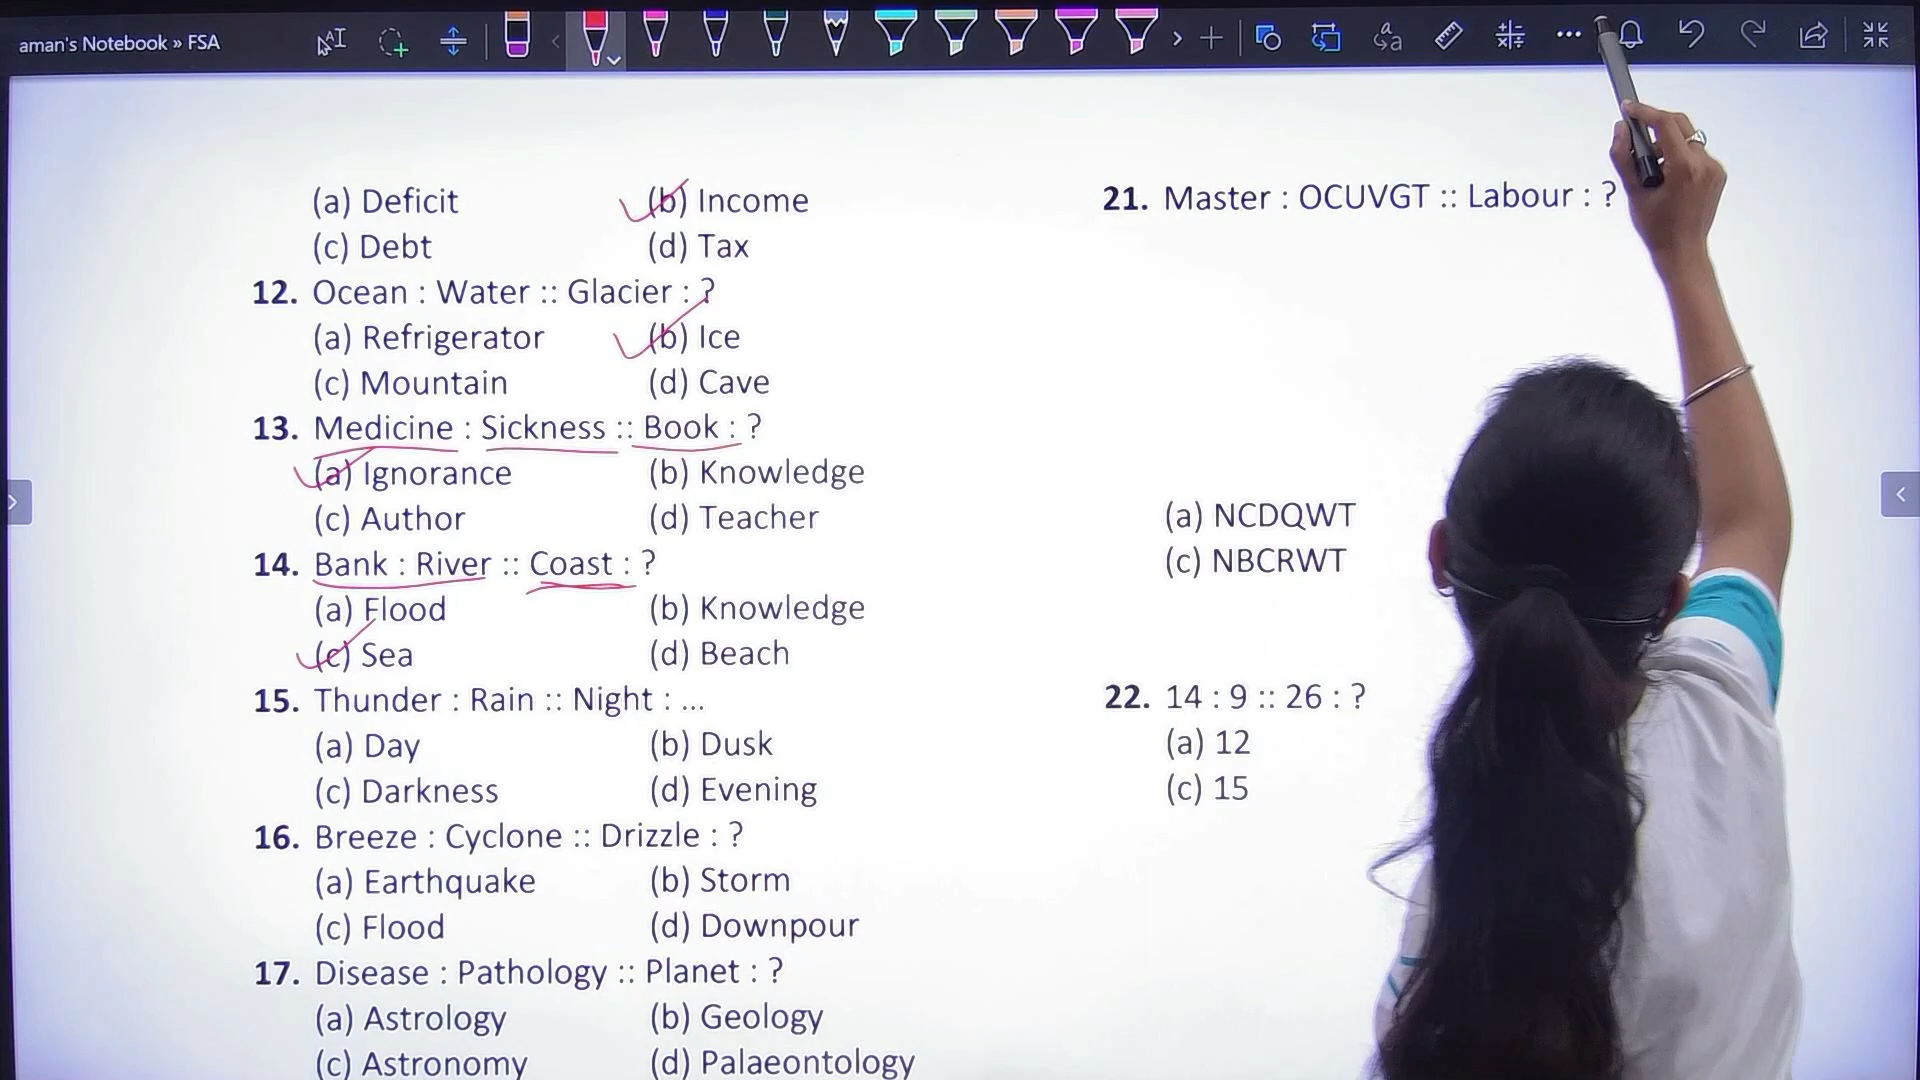 aman's Notebook » FSA
(a) Deficit (b) Income
(c) Debt (d) Tax
12. Ocean : Water :: Glacier : ?
(a) Refrigerator (b) Ice
(c) Mountain (d) Cave
13. Medicine : Sickness :: Book : ?
(a) Ignorance (b) Knowledge
(c) Author (d) Teacher
14. Bank : River :: Coast : ?
(a) Flood (b) Knowledge
(c) Sea (d) Beach
15. Thunder : Rain :: Night : ...
(a) Day (b) Dusk
(c) Darkness (d) Evening
16. Breeze : Cyclone :: Drizzle : ?
(a) Earthquake (b) Storm
(c) Flood (d) Downpour
17. Disease : Pathology :: Planet : ?
(a) Astrology (b) Geology
(c) Astronomy (d) Palaeontology
21. Master : OCUVGT :: Labour : ?
(a) NCDQWT
(c) NBCRWT
22. 14 : 9 :: 26 : ?
(a) 12
(c) 15